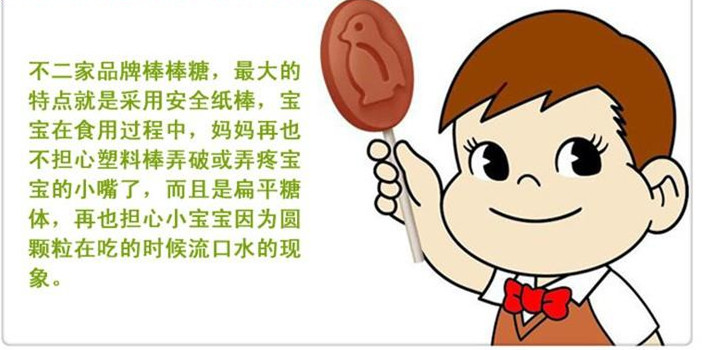 不二家品牌棒棒糖，最大的
特点就是采用安全纸棒，宝
宝在食用过程中，妈妈再也
不担心塑料棒弄破或弄疼宝
宝的小嘴了，而且是扁平糖
体，再也担心小宝宝因为圆
颗粒在吃的时候流口水的现
象。